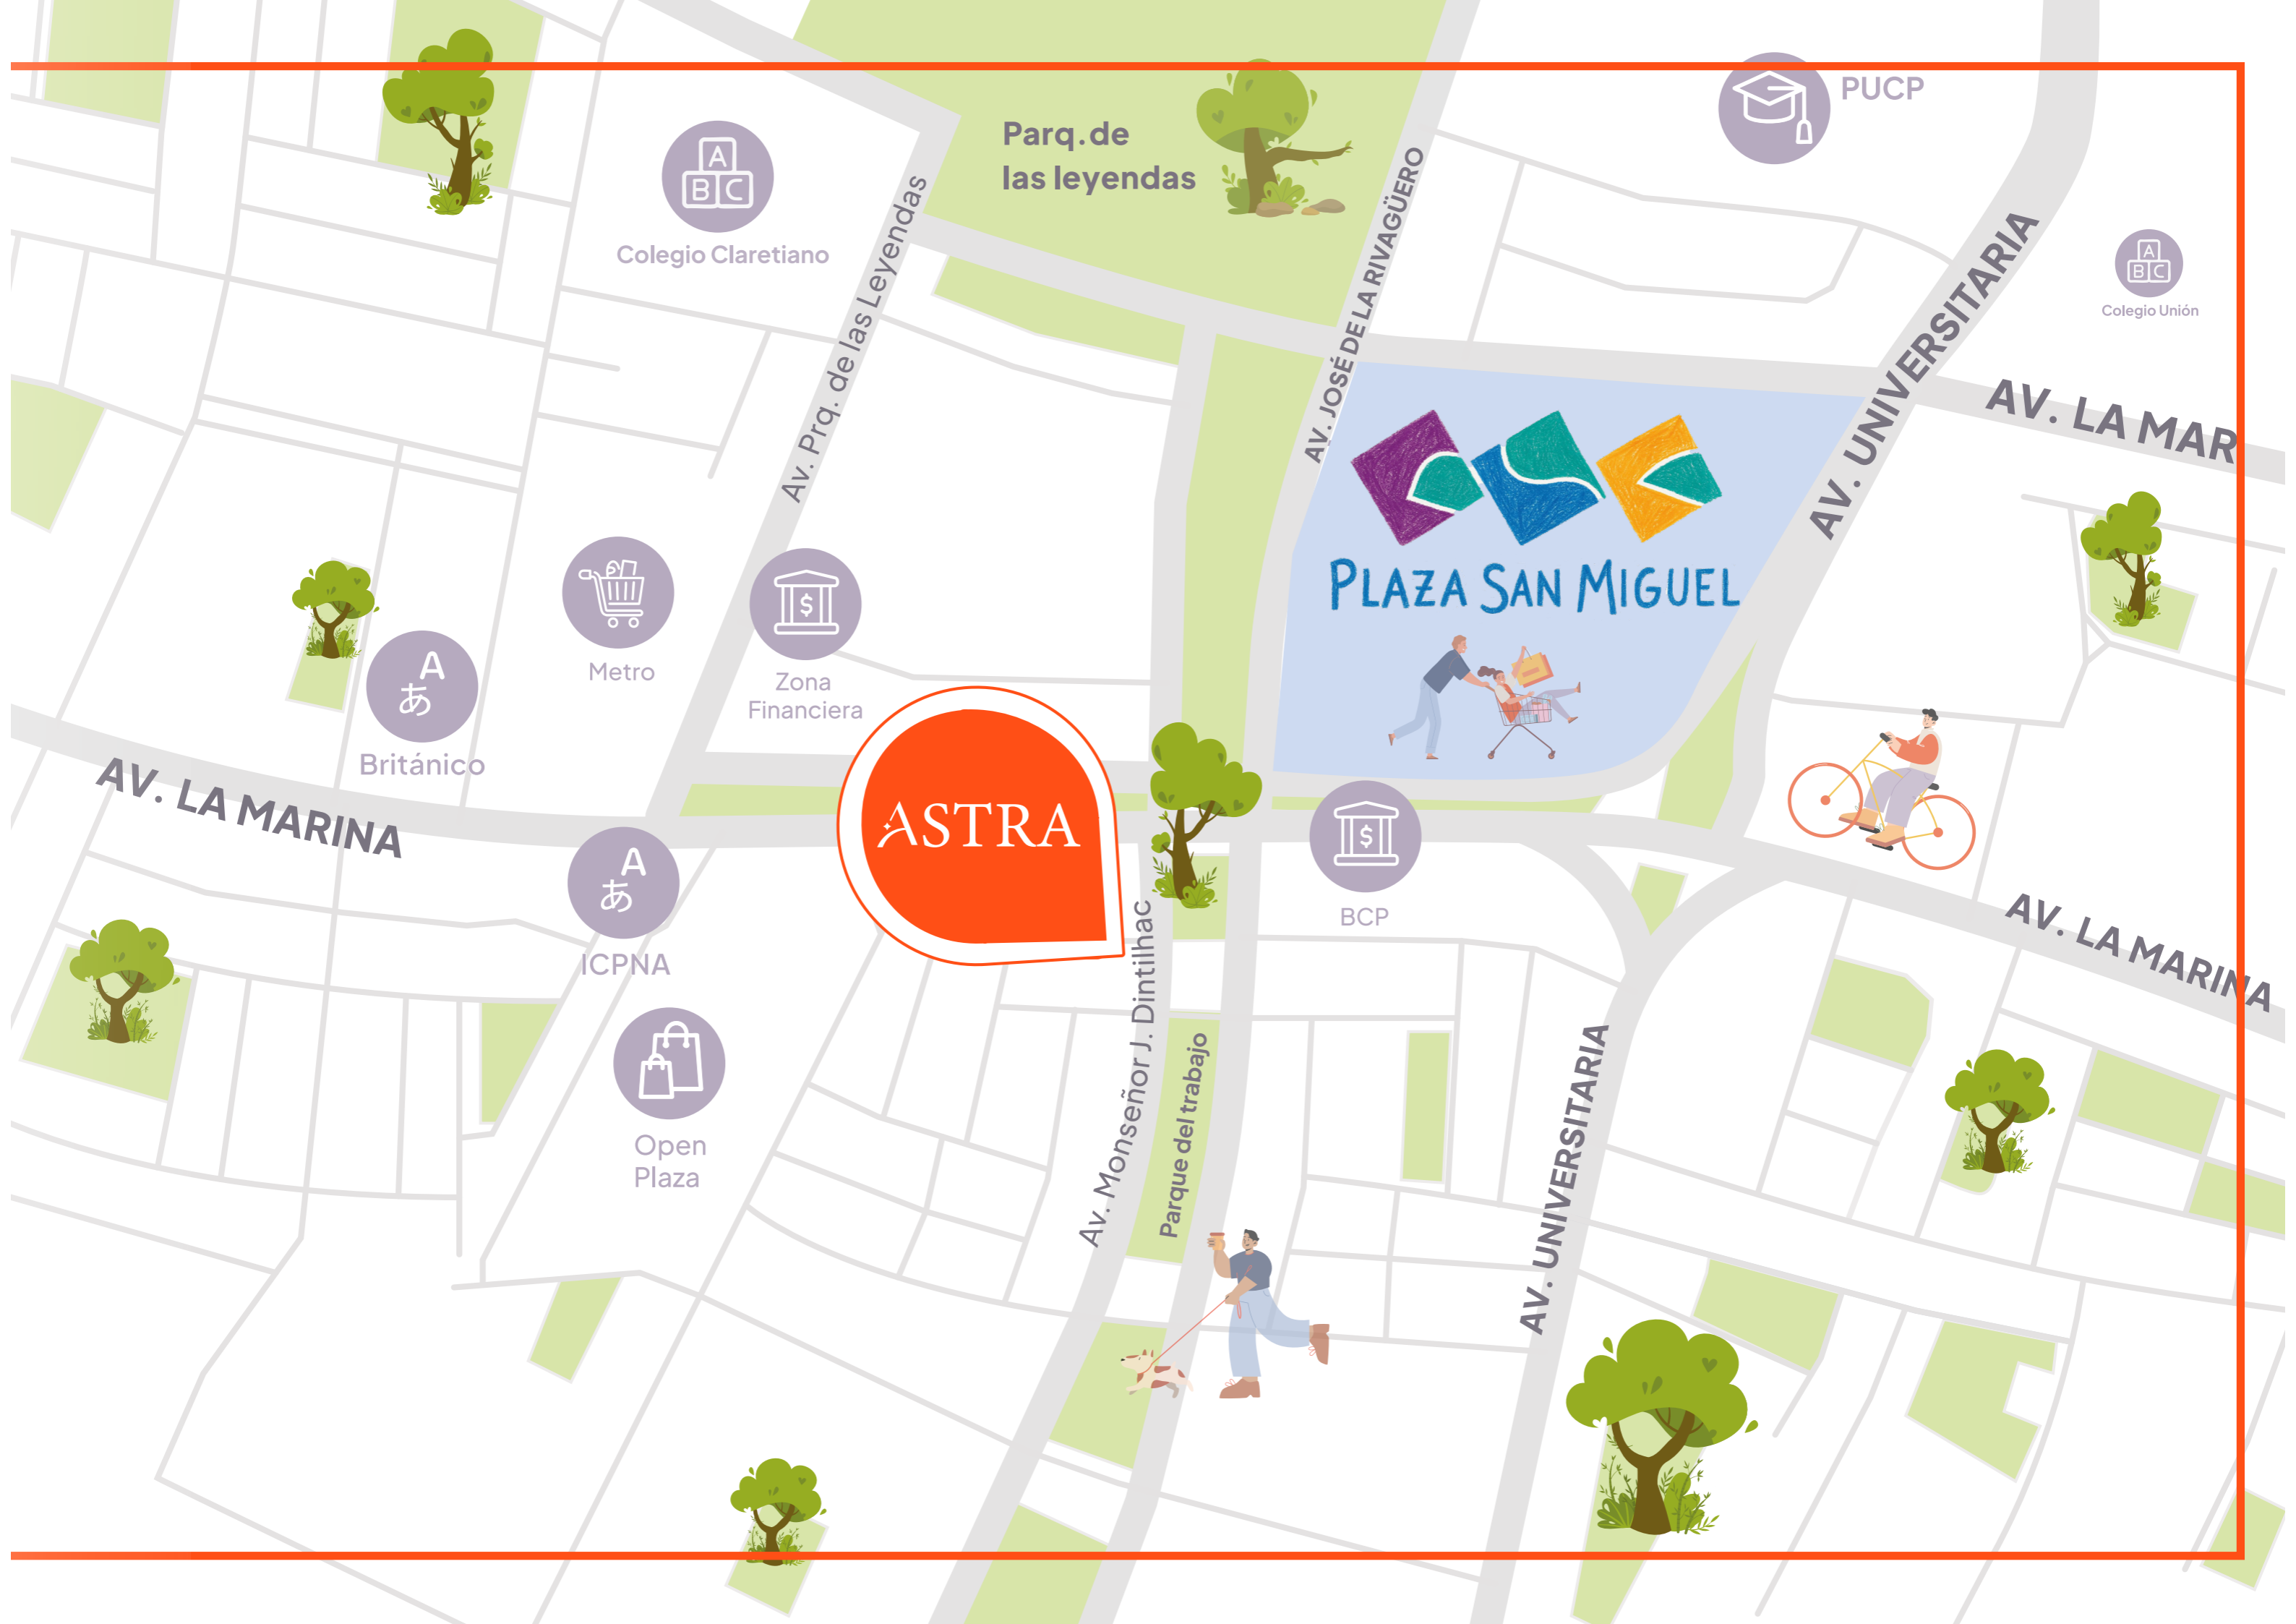 PUCP
Parq.de
las leyendas
A
B C
Colegio Claretiano
Av. Prq. de las Leyendas
AV. JOSÉ DE LA RIVAGÜERO
AV. UNIVERSITARIA
A
B C
Colegio Unión
AV. LA MAR
PLAZA SAN MIGUEL
$
Metro
Zona
Financiera
A
あ
Británico
AV. LA MARINA
ASTRA
$
BCP
A
あ
ICPNA
AV. LA MARINA
Av. Monseñor J. Dintilhac
Parque del trabajo
AV. UNIVERSITARIA
Open
Plaza